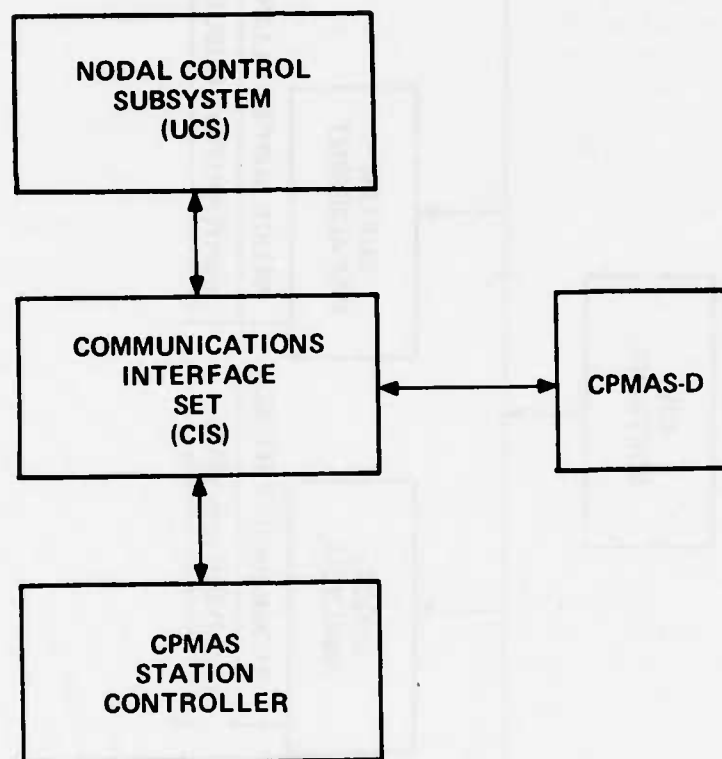 NODAL CONTROL
SUBSYSTEM
(UCS)
COMMUNICATIONS
INTERFACE
SET
(CIS)
CPMAS-D
CPMAS
STATION
CONTROLLER